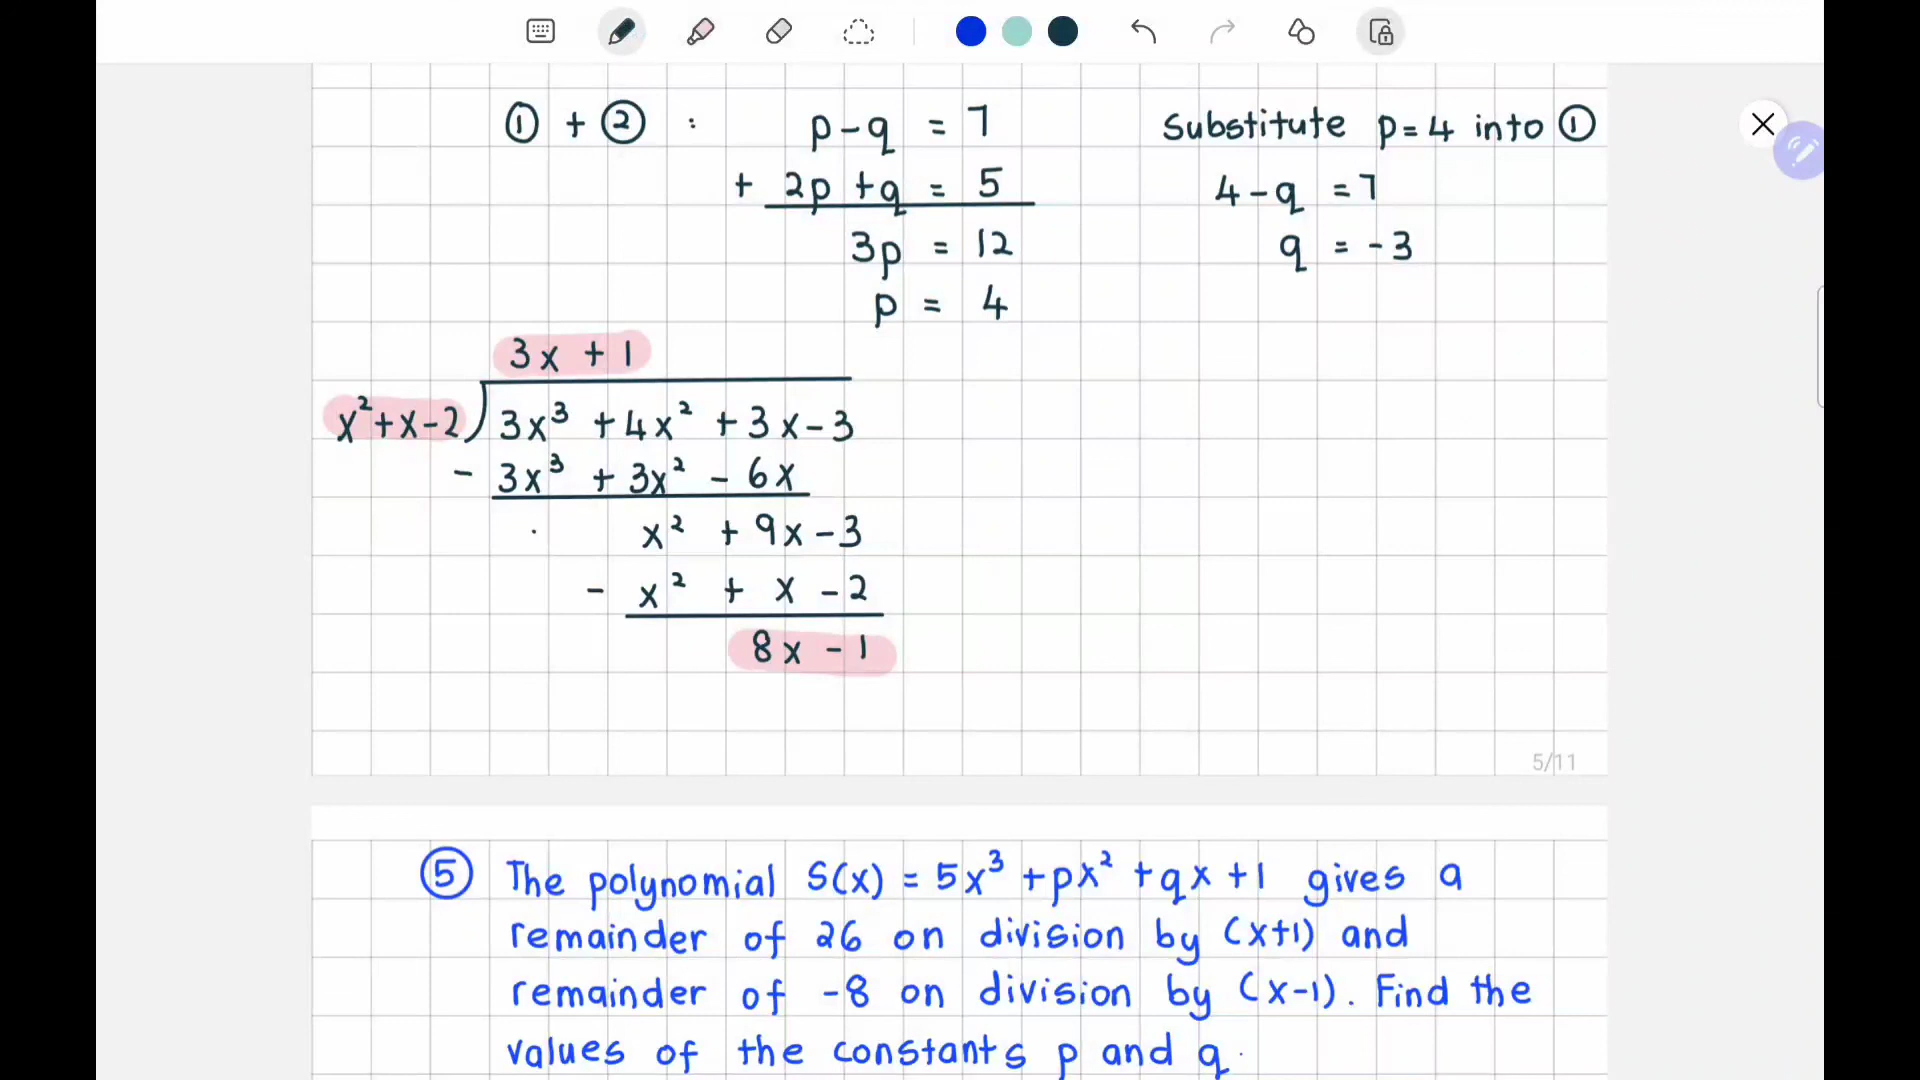 ① + ② : p - q = 7
+ 2p + q = 5
3p = 12
p = 4
Substitute p = 4 into ①
4 - q = 7
q = -3
3x + 1
x² + x - 2 ) 3x³ + 4x² + 3x - 3
- 3x³ + 3x² - 6x
x² + 9x - 3
- x² + x - 2
8x - 1
5/11
⑤ The polynomial S(x) = 5x³ + px² + qx + 1 gives a
remainder of 26 on division by (x+1) and
remainder of -8 on division by (x-1). Find the
values of the constants p and q.